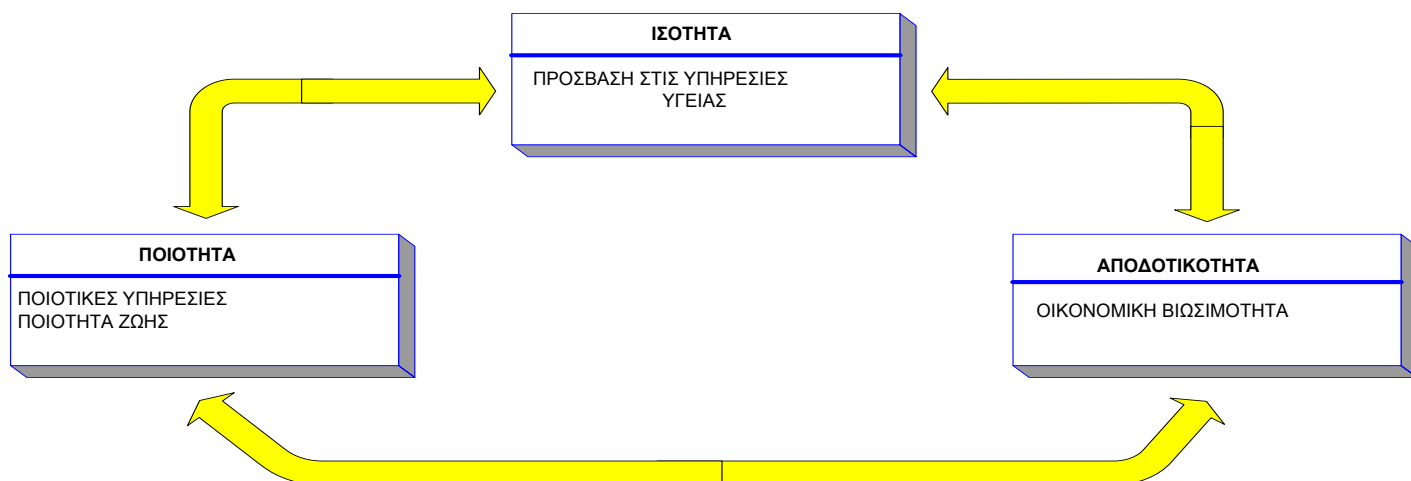 ΙΣΟΤΗΤΑ
ΠΡΟΣΒΑΣΗ ΣΤΙΣ ΥΠΗΡΕΣΙΕΣ
ΥΓΕΙΑΣ
ΠΟΙΟΤΗΤΑ
ΠΟΙΟΤΙΚΕΣ ΥΠΗΡΕΣΙΕΣ
ΠΟΙΟΤΗΤΑ ΖΩΗΣ
ΑΠΟΔΟΤΙΚΟΤΗΤΑ
ΟΙΚΟΝΟΜΙΚΗ ΒΙΩΣΙΜΟΤΗΤΑ